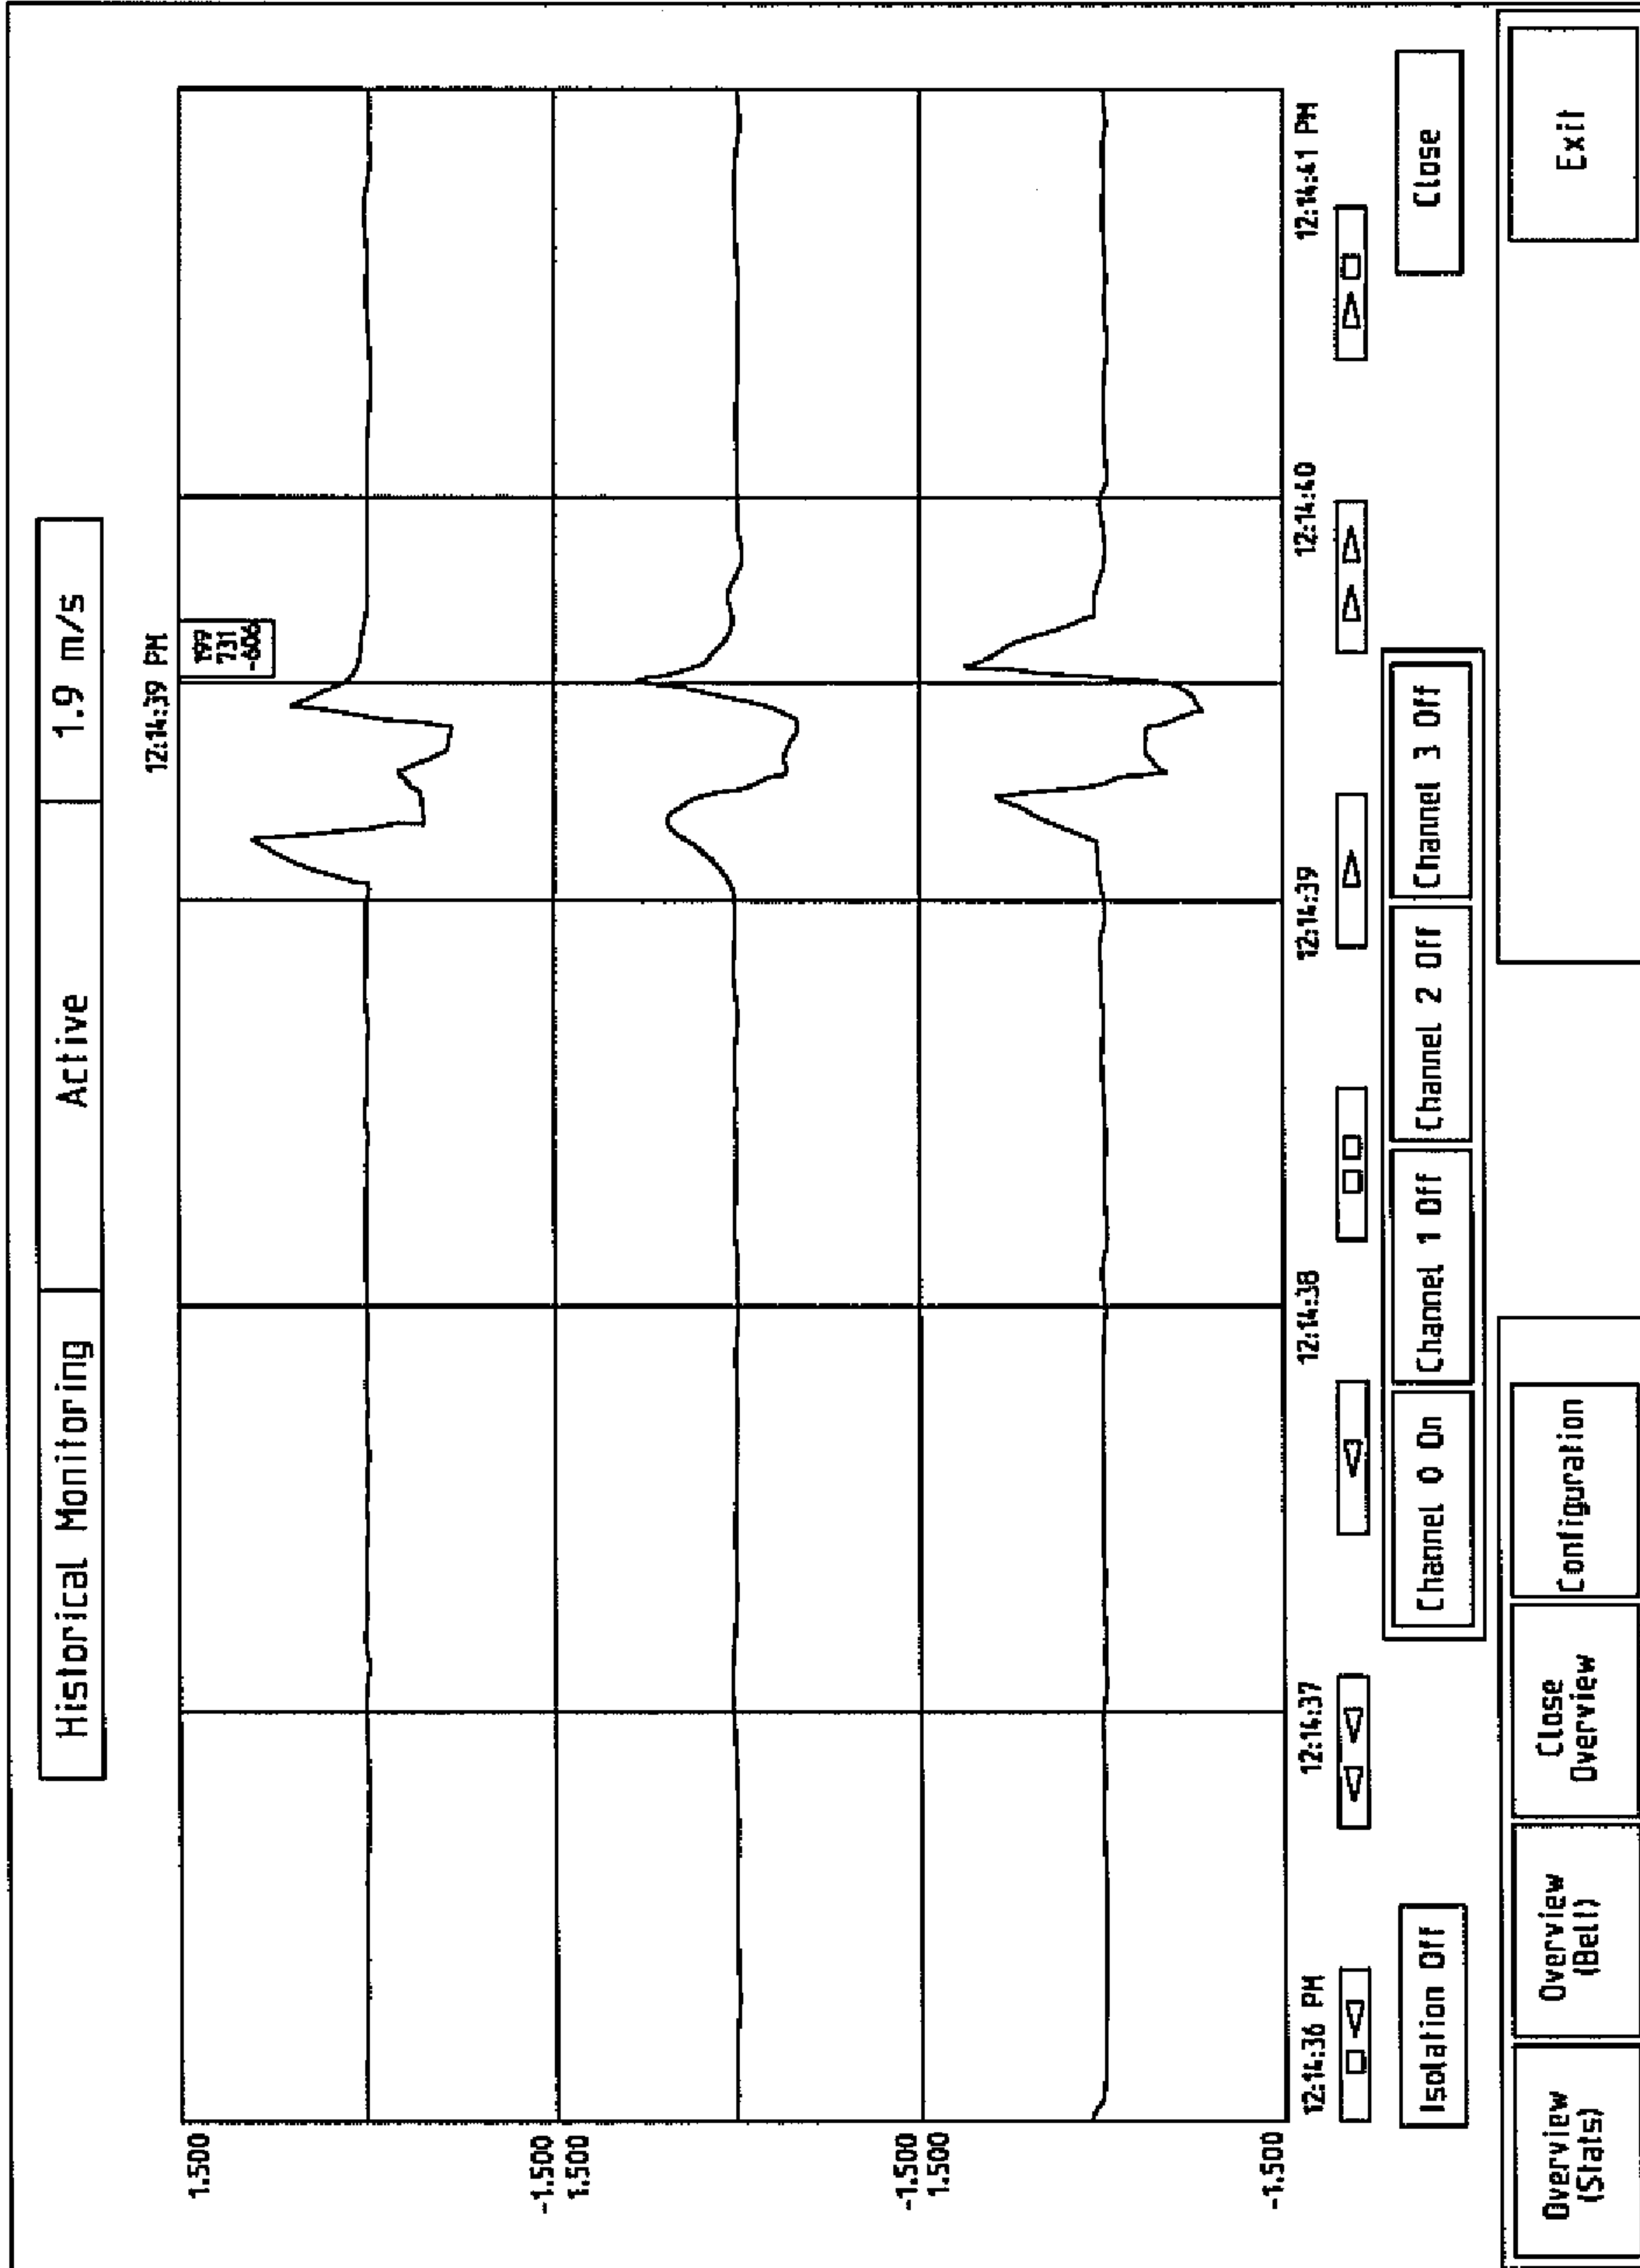 Historical Monitoring
Active
1.9 m/s
12:14:39 PM
199
731
-606
1.500
-1.500
1.500
-1.500
1.500
-1.500
12:14:36 PM
12:14:37
12:14:38
12:14:39
12:14:40
12:14:41 PM
Isolation Off
Channel 0 On
Channel 1 Off
Channel 2 Off
Channel 3 Off
Close
Overview
(Stats)
Overview
(Bell)
Close
Overview
Configuration
Exit